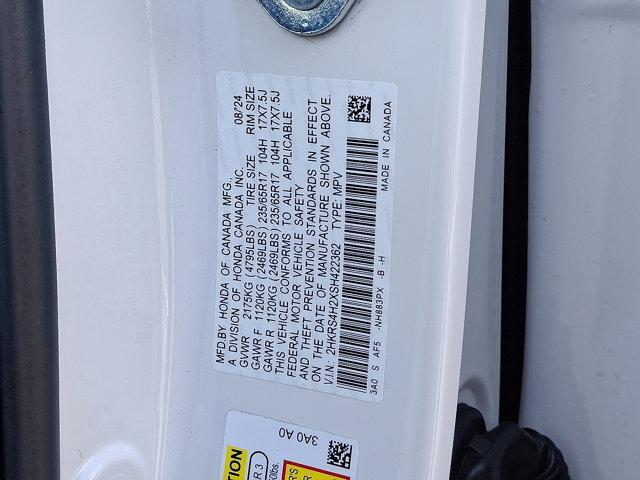 MFD.BY HONDA OF CANADA MFG. 08/'24
A DIVISION OF HONDA CANADA INC.
GVWR 2175KG (4795LBS) TIRE SIZE RIM SIZE
GAWR F 1120KG (2469LBS) 235/65R17 104H 17X7.5J
GAWR R 1120KG (2469LBS) 235/65R17 104H 17X7.5J
THIS VEHICLE CONFORMS TO ALL APPLICABLE
FEDERAL MOTOR VEHICLE SAFETY
AND THEFT PREVENTION STANDARDS IN EFFECT
ON THE DATE OF MANUFACTURE SHOWN ABOVE.
V.I.N: 2HKRS4H2XSH422362 TYPE: MPV
3A0 S AF5 -NH883PX -B -H MADE IN CANADA
3A0 A0
TION
R 3